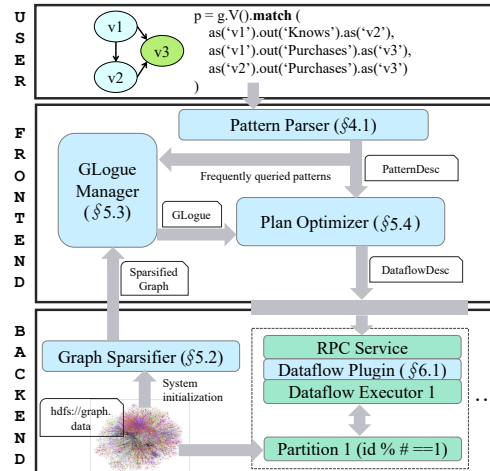 USER
v1
v2
v3
p = g.V().match (
as(‘v1’).out(‘Knows’).as(‘v2’),
as(‘v1’).out(‘Purchases’).as(‘v3’),
as(‘v2’).out(‘Purchases’).as(‘v3’)
)
FRONTEND
Pattern Parser (§4.1)
Frequently queried patterns
PatternDesc
GLogue
Manager
(§5.3)
GLogue
Plan Optimizer (§5.4)
Sparsified
Graph
DataflowDesc
BACKEND
Graph Sparsifier (§5.2)
System
initialization
hdfs://graph.
data
RPC Service
Dataflow Plugin (§6.1)
Dataflow Executor 1
Partition 1 (id % # ==1)
..